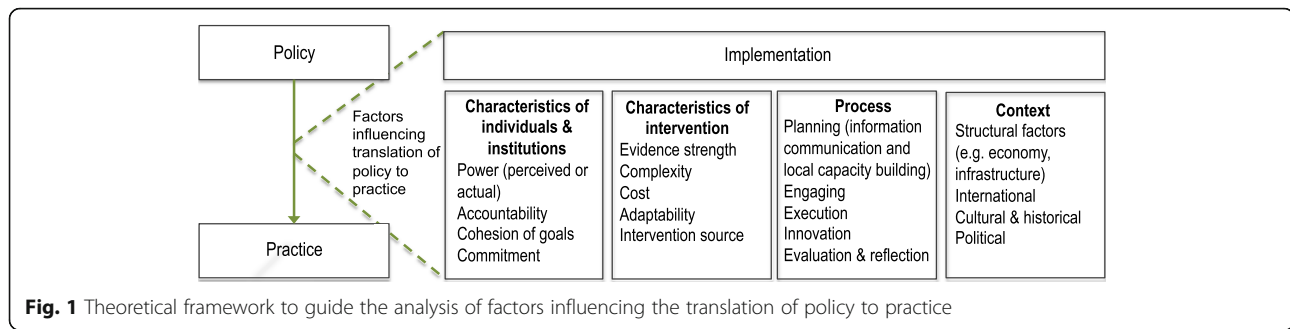 Policy
Implementation
Factors
influencing
translation of
policy to
practice
Practice
Characteristics of
individuals &
institutions
Power (perceived or
actual)
Accountability
Cohesion of goals
Commitment
Characteristics of
intervention
Evidence strength
Complexity
Cost
Adaptability
Intervention source
Process
Planning (information
communication and
local capacity building)
Engaging
Execution
Innovation
Evaluation & reflection
Context
Structural factors
(e.g. economy,
infrastructure)
International
Cultural & historical
Political
Fig. 1 Theoretical framework to guide the analysis of factors influencing the translation of policy to practice